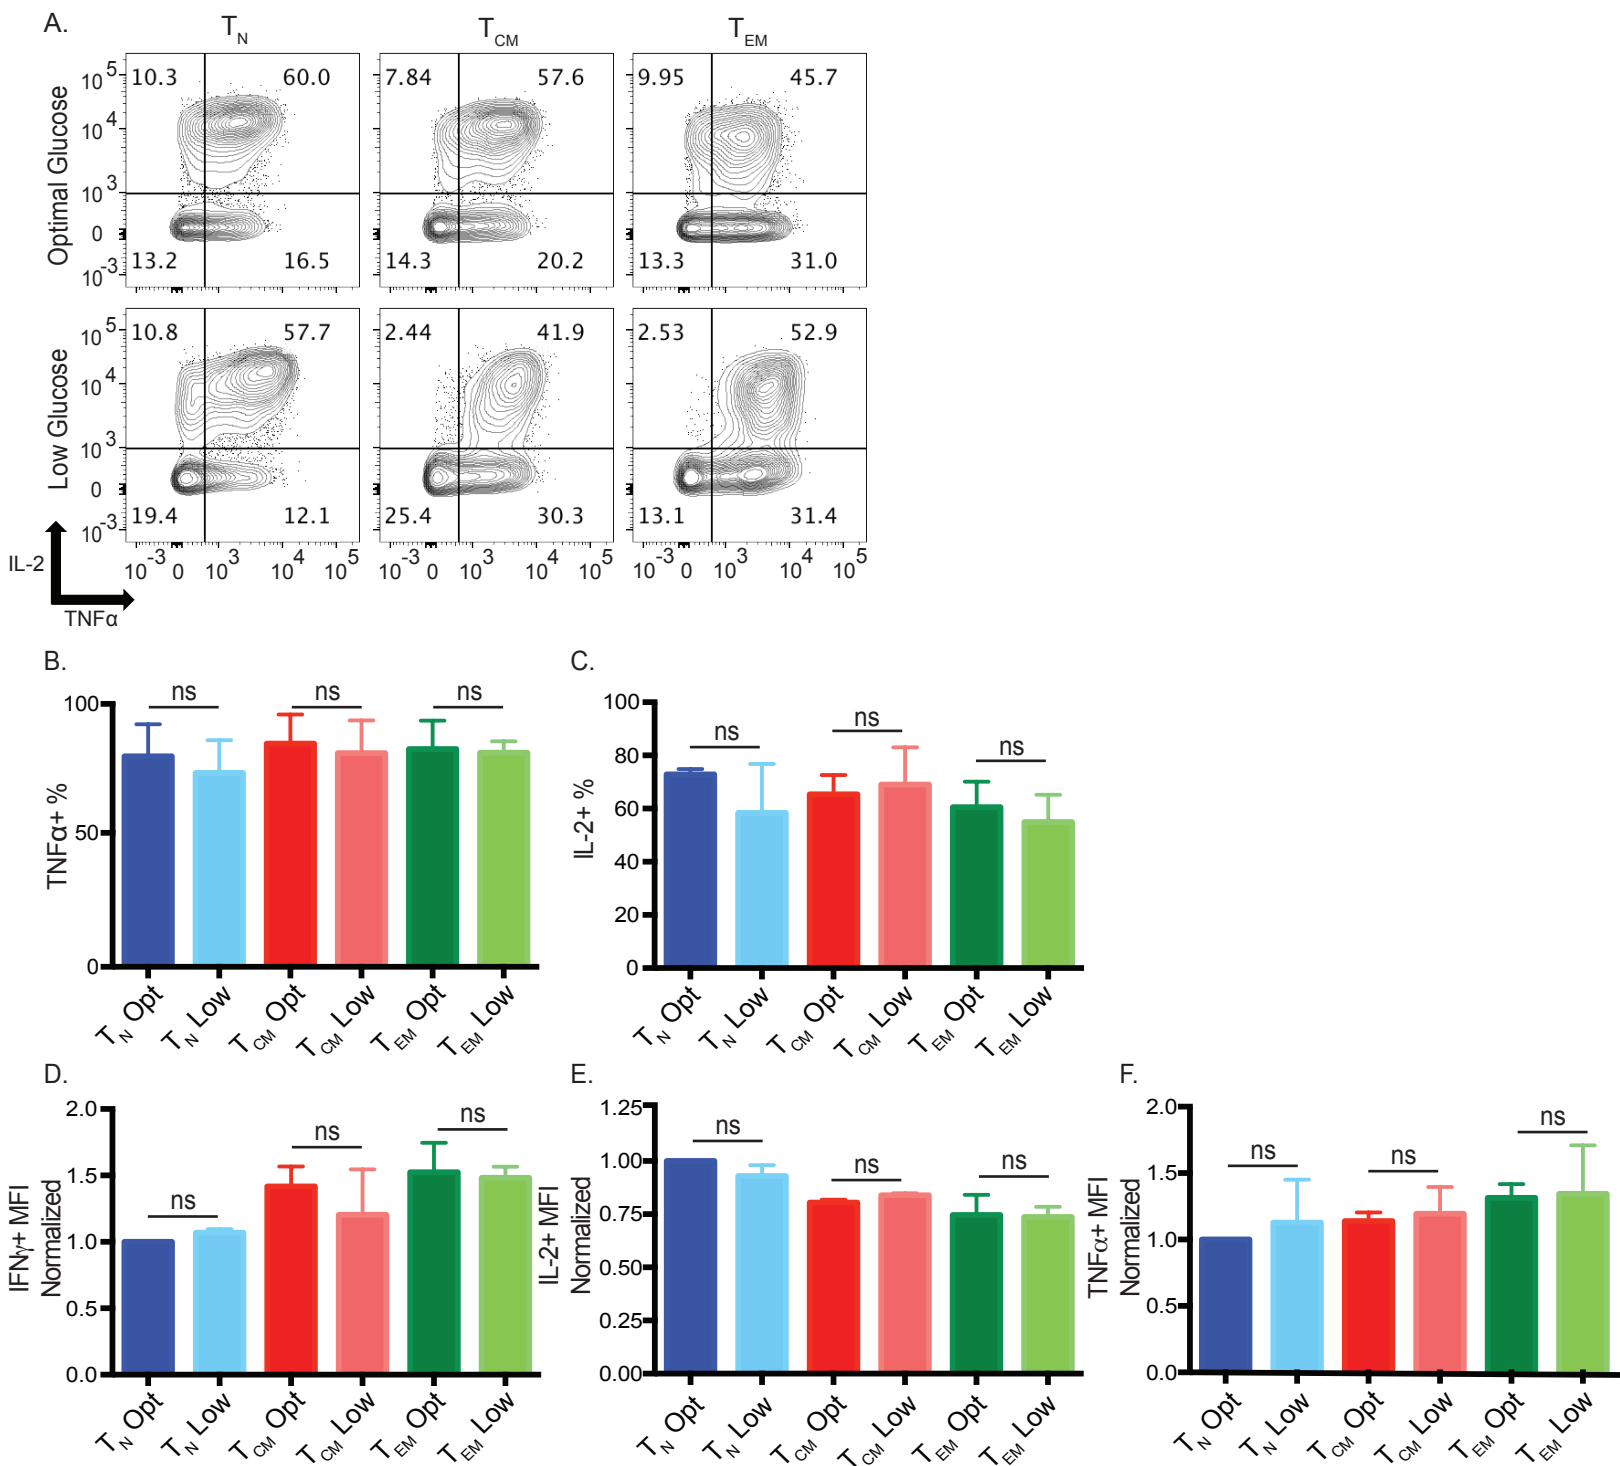 A.
T_N T_CM T_EM
Optimal Glucose
10^5 10^4 10^3 0 10^-3
10.3 60.0 7.84 57.6 9.95 45.7
13.2 16.5 14.3 20.2 13.3 31.0
Low Glucose
10^5 10^4 10^3 0 10^-3
10.8 57.7 2.44 41.9 2.53 52.9
19.4 12.1 25.4 30.3 13.1 31.4
10^-3 0 10^3 10^4 10^5 10^-3 0 10^3 10^4 10^5 10^-3 0 10^3 10^4 10^5
IL-2
TNFα
B.
TNFα+ %
100
50
0
ns ns ns
T_N Opt T_N Low T_CM Opt T_CM Low T_EM Opt T_EM Low
C.
IL-2+ %
100
80
60
40
20
0
ns ns ns
T_N Opt T_N Low T_CM Opt T_CM Low T_EM Opt T_EM Low
D.
IFNγ+ MFI
Normalized
2.0
1.5
1.0
0.5
0.0
ns ns ns
T_N Opt T_N Low T_CM Opt T_CM Low T_EM Opt T_EM Low
E.
IL-2+ MFI
Normalized
1.25
1.00
0.75
0.50
0.25
0.00
ns ns ns
T_N Opt T_N Low T_CM Opt T_CM Low T_EM Opt T_EM Low
F.
TNFα+ MFI
Normalized
2.0
1.5
1.0
0.5
0.0
ns ns ns
T_N Opt T_N Low T_CM Opt T_CM Low T_EM Opt T_EM Low